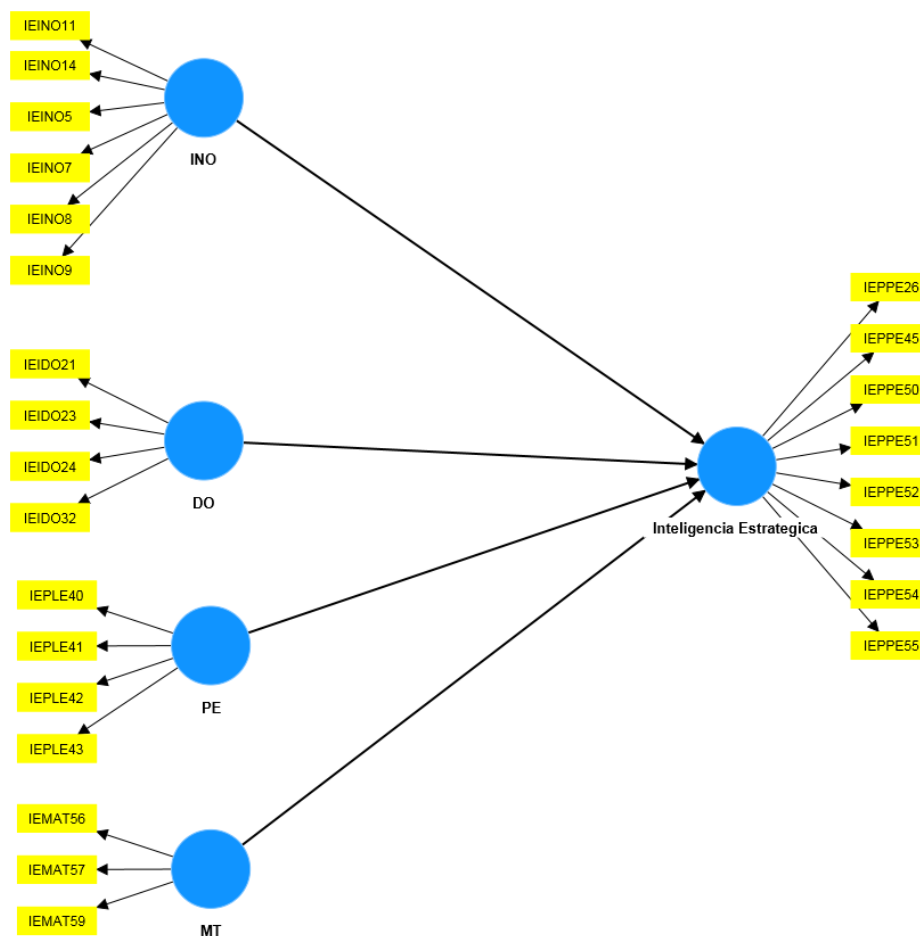 IEINO11
IEINO14
IEINO5
IEINO7
IEINO8
IEINO9
INO
IEIDO21
IEIDO23
IEIDO24
IEIDO32
DO
IEPLE40
IEPLE41
IEPLE42
IEPLE43
PE
IEMAT56
IEMAT57
IEMAT59
MT
Inteligencia Estrategica
IEPPE26
IEPPE45
IEPPE50
IEPPE51
IEPPE52
IEPPE53
IEPPE54
IEPPE55